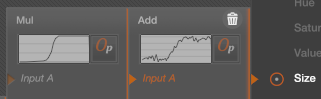 Mul
Op
Input A
Add
Op
Input A
Hue
Satur
Value
Size